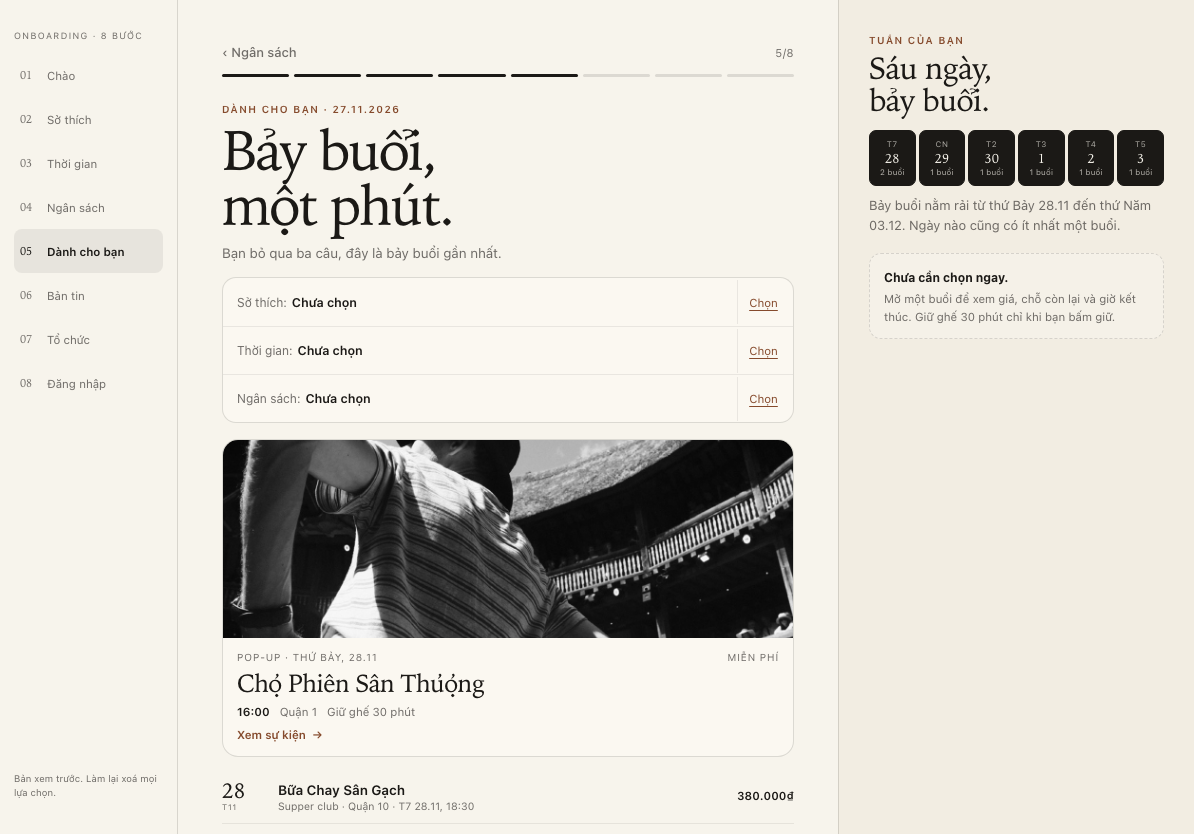 ONBOARDING · 8 BƯỚC
01 Chào
02 Sở thích
03 Thời gian
04 Ngân sách
05 Dành cho bạn
06 Bản tin
07 Tổ chức
08 Đăng nhập
Bản xem trước. Làm lại xoá mọi
lựa chọn.
‹ Ngân sách
5/8
DÀNH CHO BẠN · 27.11.2026
Bảy buổi,
một phút.
Bạn bỏ qua ba câu, đây là bảy buổi gần nhất.
Sở thích: Chưa chọn
Chọn
Thời gian: Chưa chọn
Chọn
Ngân sách: Chưa chọn
Chọn
POP-UP · THỨ BẢY, 28.11
MIỄN PHÍ
Chợ Phiên Sân Thượng
16:00 Quận 1 Giữ ghế 30 phút
Xem sự kiện →
28
T11
Bữa Chay Sân Gạch
Supper club · Quận 10 · T7 28.11, 18:30
380.000₫
TUẦN CỦA BẠN
Sáu ngày,
bảy buổi.
T7 CN T2 T3 T4 T5
28 29 30 1 2 3
2 buổi 1 buổi 1 buổi 1 buổi 1 buổi 1 buổi
Bảy buổi nằm rải từ thứ Bảy 28.11 đến thứ Năm
03.12. Ngày nào cũng có ít nhất một buổi.
Chưa cần chọn ngay.
Mở một buổi để xem giá, chỗ còn lại và giờ kết
thúc. Giữ ghế 30 phút chỉ khi bạn bấm giữ.